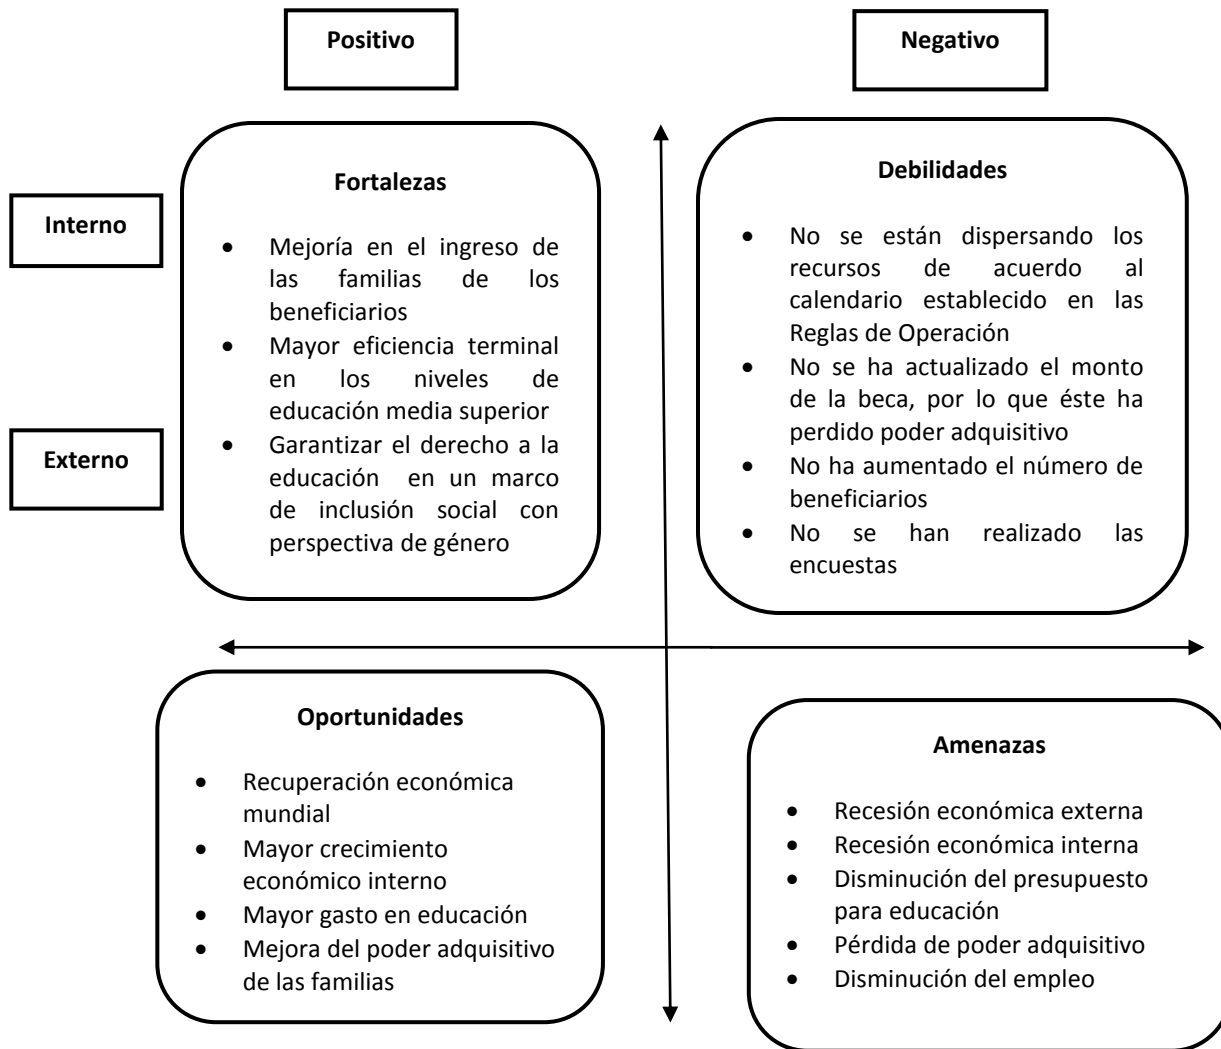 Positivo
Negativo
Interno
Externo
Fortalezas
• Mejoría en el ingreso de
las familias de los
beneficiarios
• Mayor eficiencia terminal
en los niveles de
educación media superior
• Garantizar el derecho a la
educación en un marco
de inclusión social con
perspectiva de género
Debilidades
• No se están dispersando los
recursos de acuerdo al
calendario establecido en las
Reglas de Operación
• No se ha actualizado el monto
de la beca, por lo que éste ha
perdido poder adquisitivo
• No ha aumentado el número de
beneficiarios
• No se han realizado las
encuestas
Oportunidades
• Recuperación económica
mundial
• Mayor crecimiento
económico interno
• Mayor gasto en educación
• Mejora del poder adquisitivo
de las familias
Amenazas
• Recesión económica externa
• Recesión económica interna
• Disminución del presupuesto
para educación
• Pérdida de poder adquisitivo
• Disminución del empleo